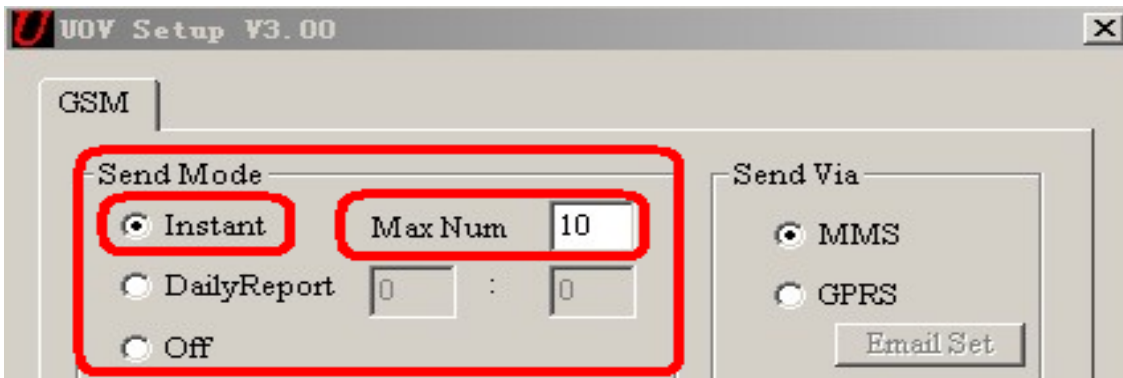 UOV Setup V3.00
GSM
Send Mode
Instant Max Num 10
DailyReport 0 : 0
Off
Send Via
MMS
GPRS
Email Set